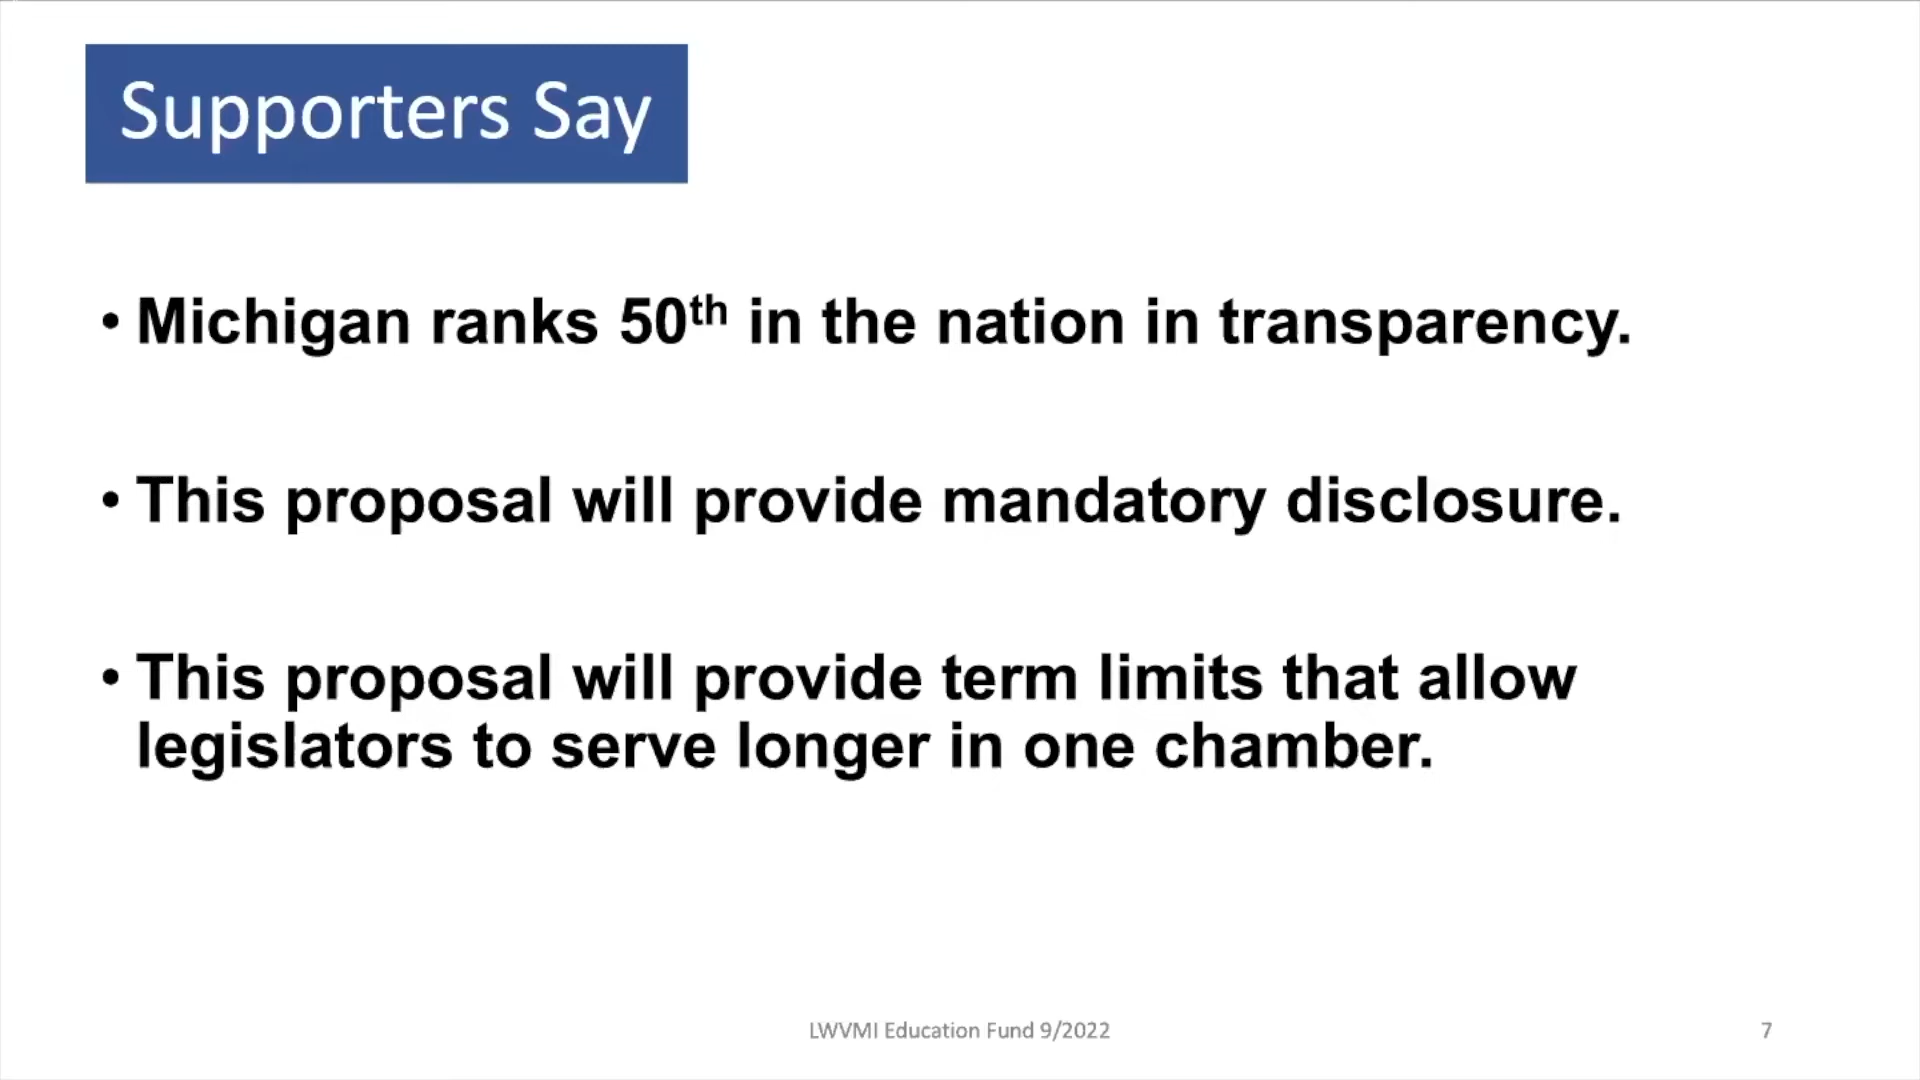 Supporters Say
• Michigan ranks 50th in the nation in transparency.
• This proposal will provide mandatory disclosure.
• This proposal will provide term limits that allow
legislators to serve longer in one chamber.
LWVMI Education Fund 9/2022
7